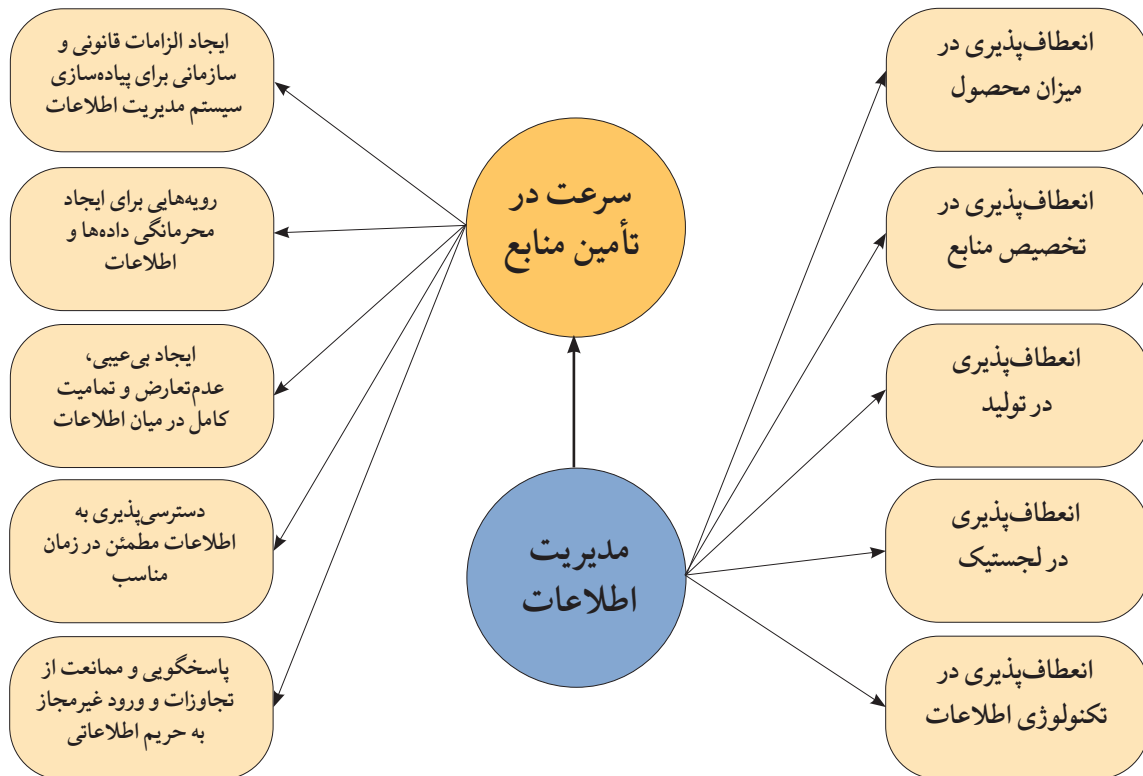 انعطاف‌پذیری در
میزان محصول
انعطاف‌پذیری در
تخصیص منابع
انعطاف‌پذیری
در تولید
انعطاف‌پذیری
در لجستیک
انعطاف‌پذیری در
تکنولوژی اطلاعات
سرعت در
تأمین منابع
مدیریت
اطلاعات
ایجاد الزامات قانونی و
سازمانی برای پیاده‌سازی
سیستم مدیریت اطلاعات
رویه‌هایی برای ایجاد
محرمانگی داده‌ها و
اطلاعات
ایجاد بی‌عیبی،
عدم‌تعارض و تمامیت
کامل در میان اطلاعات
دسترسی‌پذیری به
اطلاعات مطمئن در زمان
مناسب
پاسخگویی و ممانعت از
تجاوزات و ورود غیرمجاز
به حریم اطلاعاتی